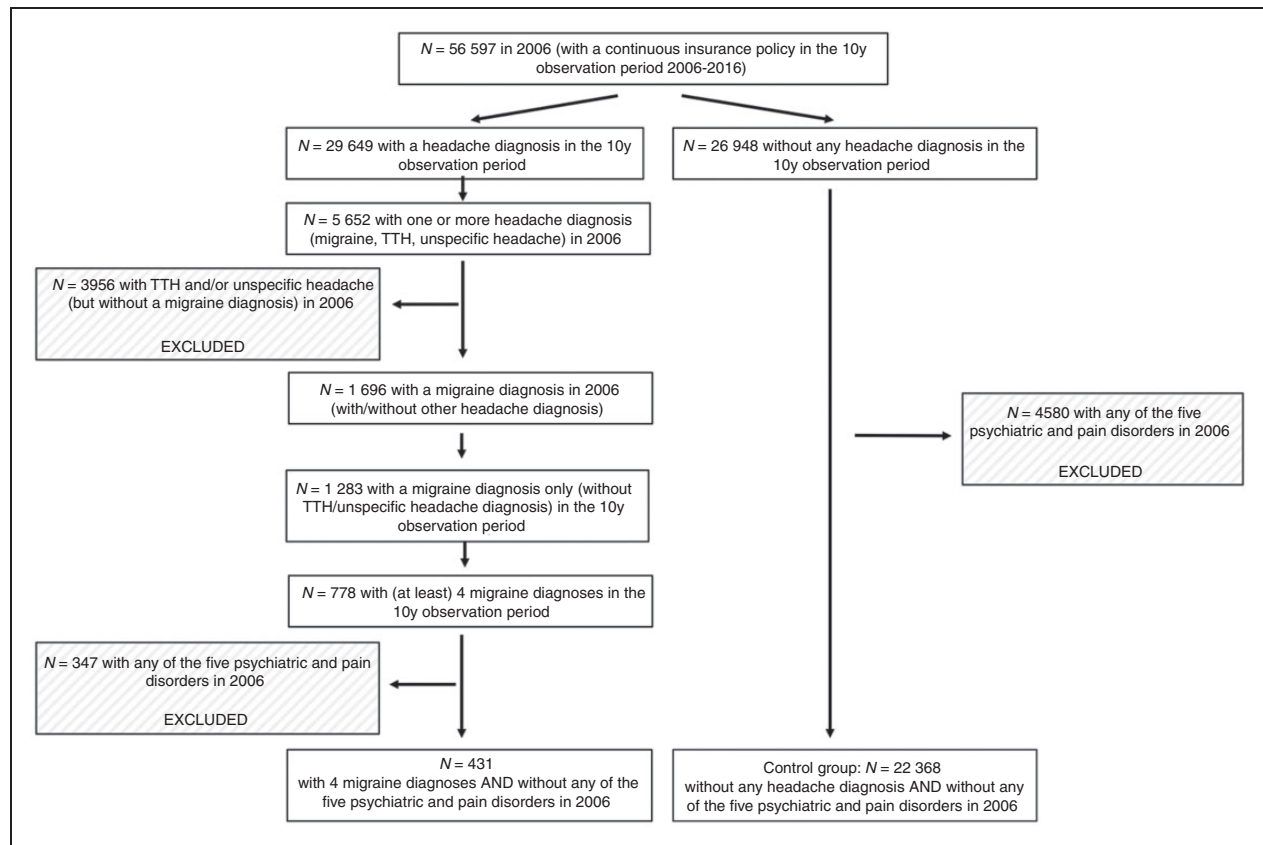 N = 56 597 in 2006 (with a continuous insurance policy in the 10y
observation period 2006-2016)
N = 29 649 with a headache diagnosis in the 10y
observation period
N = 26 948 without any headache diagnosis in the
10y observation period
N = 5 652 with one or more headache diagnosis
(migraine, TTH, unspecific headache) in 2006
N = 3956 with TTH and/or unspecific headache
(but without a migraine diagnosis) in 2006
EXCLUDED
N = 1 696 with a migraine diagnosis in 2006
(with/without other headache diagnosis)
N = 4580 with any of the five
psychiatric and pain disorders in 2006
EXCLUDED
N = 1 283 with a migraine diagnosis only (without
TTH/unspecific headache diagnosis) in the 10y
observation period
N = 778 with (at least) 4 migraine diagnoses in the
10y observation period
N = 347 with any of the five psychiatric and pain
disorders in 2006
EXCLUDED
N = 431
with 4 migraine diagnoses AND without any of the
five psychiatric and pain disorders in 2006
Control group: N = 22 368
without any headache diagnosis AND without any
of the five psychiatric and pain disorders in 2006